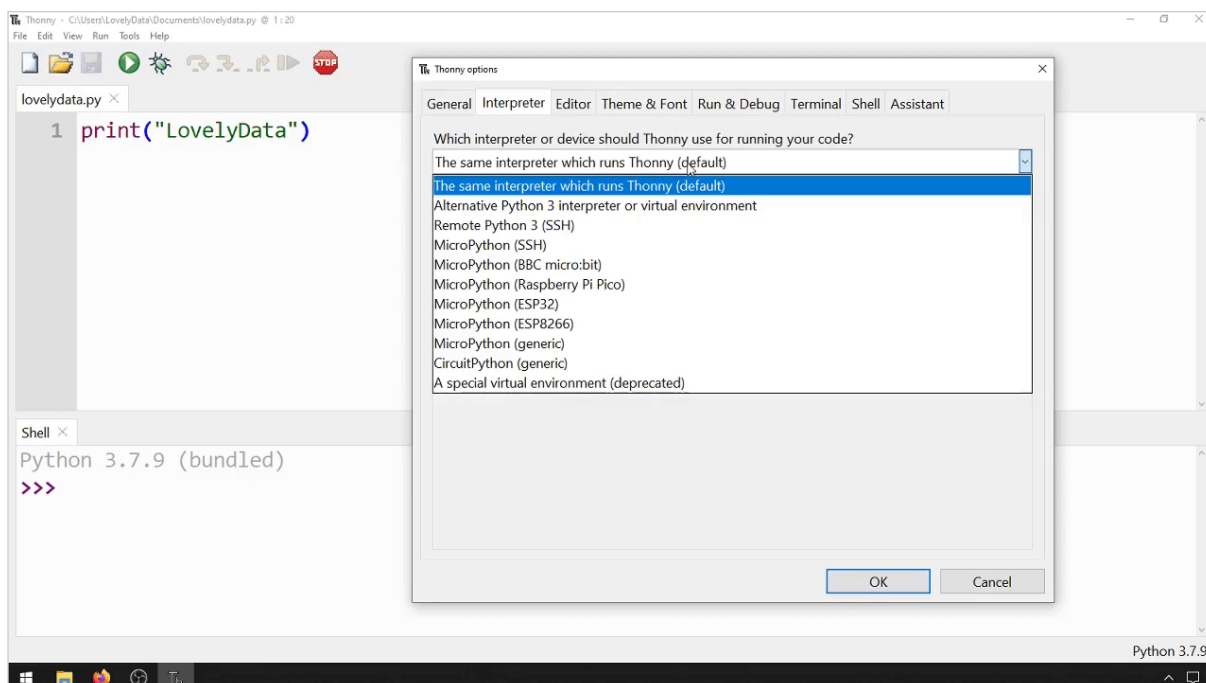 Thonny - C:\Users\LovelyData\Documents\lovelydata.py @ 1:20
File Edit View Run Tools Help
STOP
lovelydata.py
1 print("LovelyData")
Thonny options
General Interpreter Editor Theme & Font Run & Debug Terminal Shell Assistant
Which interpreter or device should Thonny use for running your code?
The same interpreter which runs Thonny (default)
The same interpreter which runs Thonny (default)
Alternative Python 3 interpreter or virtual environment
Remote Python 3 (SSH)
MicroPython (SSH)
MicroPython (BBC micro:bit)
MicroPython (Raspberry Pi Pico)
MicroPython (ESP32)
MicroPython (ESP8266)
MicroPython (generic)
CircuitPython (generic)
A special virtual environment (deprecated)
Shell
Python 3.7.9 (bundled)
>>>
OK Cancel
Python 3.7.9